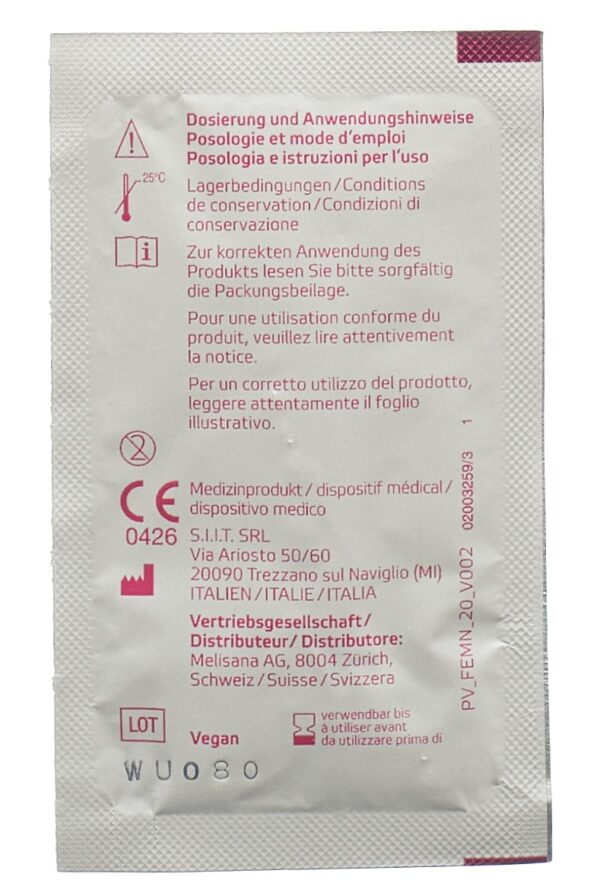 Dosierung und Anwendungshinweise
Posologie et mode d'emploi
Posologia e istruzioni per l'uso
25°C
Lagerbedingungen/Conditions
de conservation/Condizioni di
conservazione
i
Zur korrekten Anwendung des
Produkts lesen Sie bitte sorgfältig
die Packungsbeilage.
Pour une utilisation conforme du
produit, veuillez lire attentivement
la notice.
Per un corretto utilizzo del prodotto,
leggere attentamente il foglio
illustrativo.
2
CE
0426
Medizinprodukt/dispositif médical/
dispositivo medico
S.I.I.T. SRL
Via Ariosto 50/60
20090 Trezzano sul Naviglio (MI)
ITALIEN/ITALIE/ITALIA
Vertriebsgesellschaft/
Distributeur/Distributore:
Melisana AG, 8004 Zürich,
Schweiz/Suisse/Svizzera
PV_FEMN_20_V002 02003259/3 1
LOT
Vegan
verwendbar bis
à utiliser avant
da utilizzare prima di
WU080